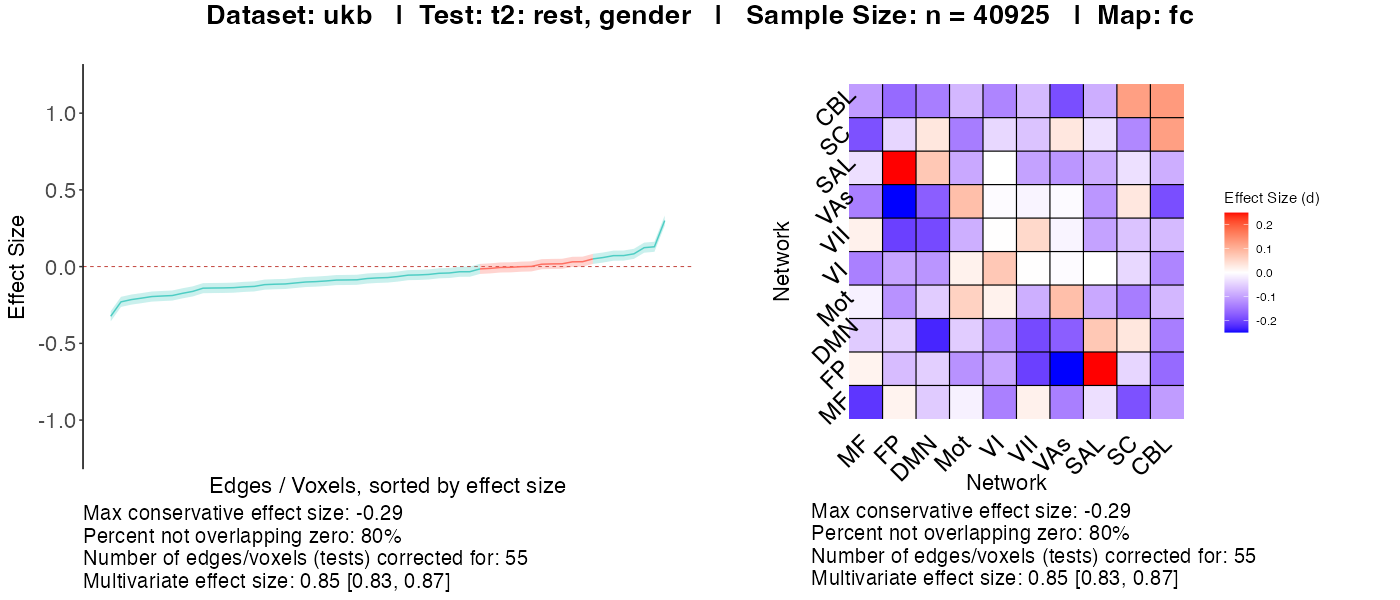 Dataset: ukb | Test: t2: rest, gender | Sample Size: n = 40925 | Map: fc
Effect Size
1.0
0.5
0.0
-0.5
-1.0
Edges / Voxels, sorted by effect size
Max conservative effect size: -0.29
Percent not overlapping zero: 80%
Number of edges/voxels (tests) corrected for: 55
Multivariate effect size: 0.85 [0.83, 0.87]
Network
CBL
SC
SAL
VAs
VII
VI
Mot
DMN
FP
MF
MF
FP
DMN
Mot
VI
VII
VAs
SAL
SC
CBL
Network
Effect Size (d)
0.2
0.1
0.0
-0.1
-0.2
Max conservative effect size: -0.29
Percent not overlapping zero: 80%
Number of edges/voxels (tests) corrected for: 55
Multivariate effect size: 0.85 [0.83, 0.87]